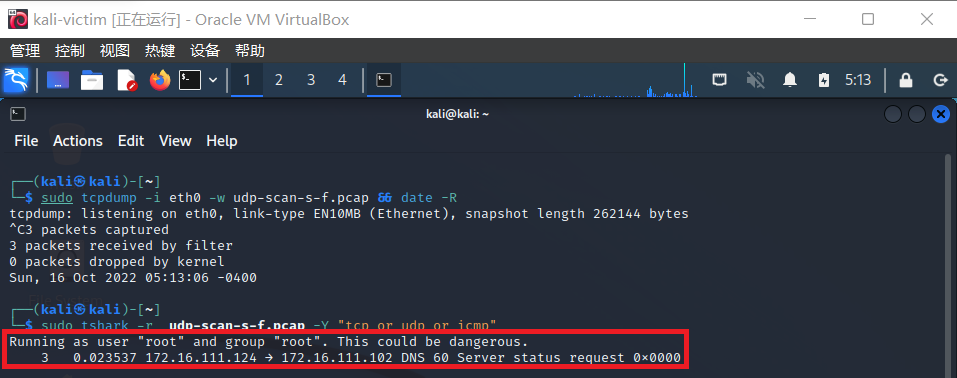 kali-victim [正在运行] - Oracle VM VirtualBox
管理 控制 视图 热键 设备 帮助
1 2 3 4 5:13
kali@kali: ~
File Actions Edit View Help
┌──(kali㉿kali)-[~]
└─$ sudo tcpdump -i eth0 -w udp-scan-s-f.pcap && date -R
tcpdump: listening on eth0, link-type EN10MB (Ethernet), snapshot length 262144 bytes
^C3 packets captured
3 packets received by filter
0 packets dropped by kernel
Sun, 16 Oct 2022 05:13:06 -0400
┌──(kali㉿kali)-[~]
└─$ sudo tshark -r  udp-scan-s-f.pcap -Y "tcp or udp or icmp"
Running as user "root" and group "root". This could be dangerous.
    3   0.023537 172.16.111.124 → 172.16.111.102 DNS 60 Server status request 0×0000